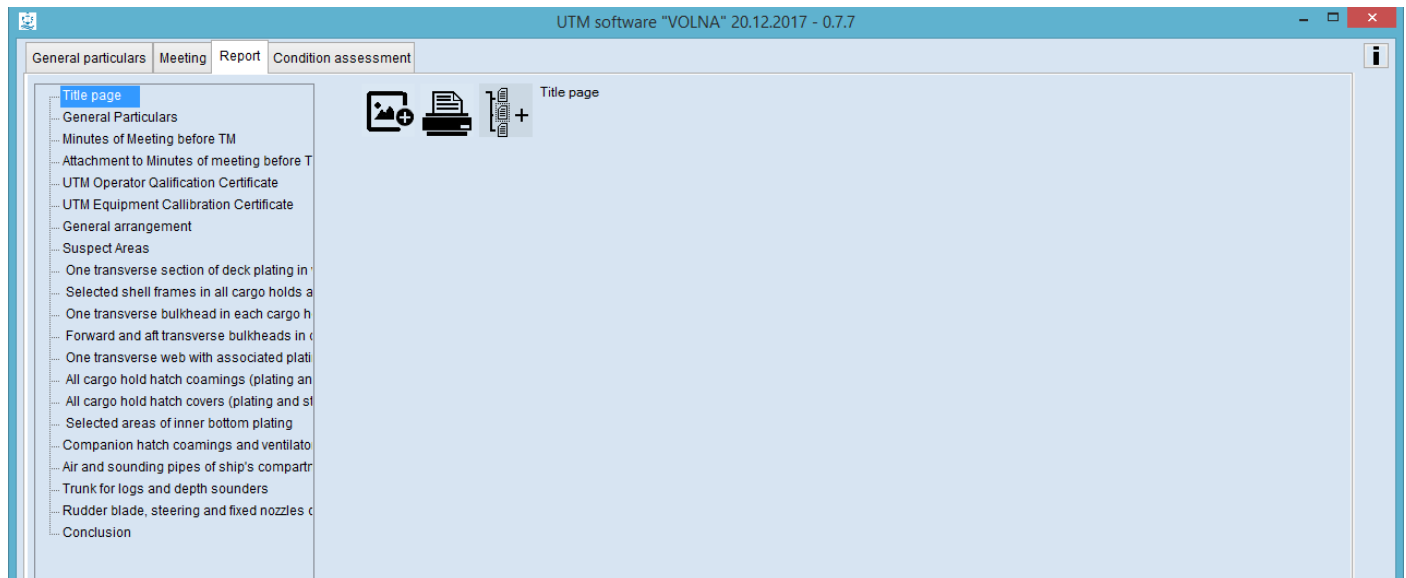 UTM software "VOLNA" 20.12.2017 - 0.7.7
General particulars Meeting Report Condition assessment
Title page
Title page
General Particulars
Minutes of Meeting before TM
Attachment to Minutes of meeting before T
UTM Operator Qalification Certificate
UTM Equipment Callibration Certificate
General arrangement
Suspect Areas
One transverse section of deck plating in
Selected shell frames in all cargo holds a
One transverse bulkhead in each cargo h
Forward and aft transverse bulkheads in
One transverse web with associated plati
All cargo hold hatch coamings (plating an
All cargo hold hatch covers (plating and st
Selected areas of inner bottom plating
Companion hatch coamings and ventilato
Air and sounding pipes of ship's compartm
Trunk for logs and depth sounders
Rudder blade, steering and fixed nozzles
Conclusion